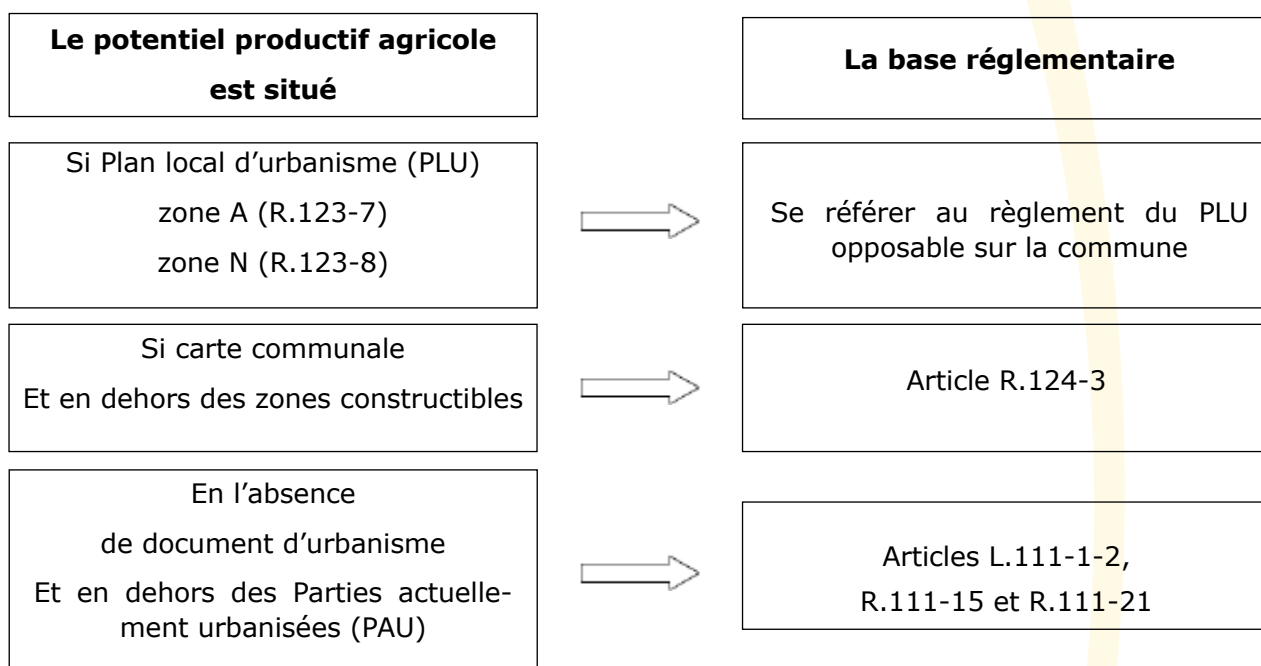 Le potentiel productif agricole
est situé
La base réglementaire
Si Plan local d’urbanisme (PLU)
zone A (R.123-7)
zone N (R.123-8)
Se référer au règlement du PLU
opposable sur la commune
Si carte communale
Et en dehors des zones constructibles
Article R.124-3
En l’absence
de document d’urbanisme
Et en dehors des Parties actuelle-
ment urbanisées (PAU)
Articles L.111-1-2,
R.111-15 et R.111-21